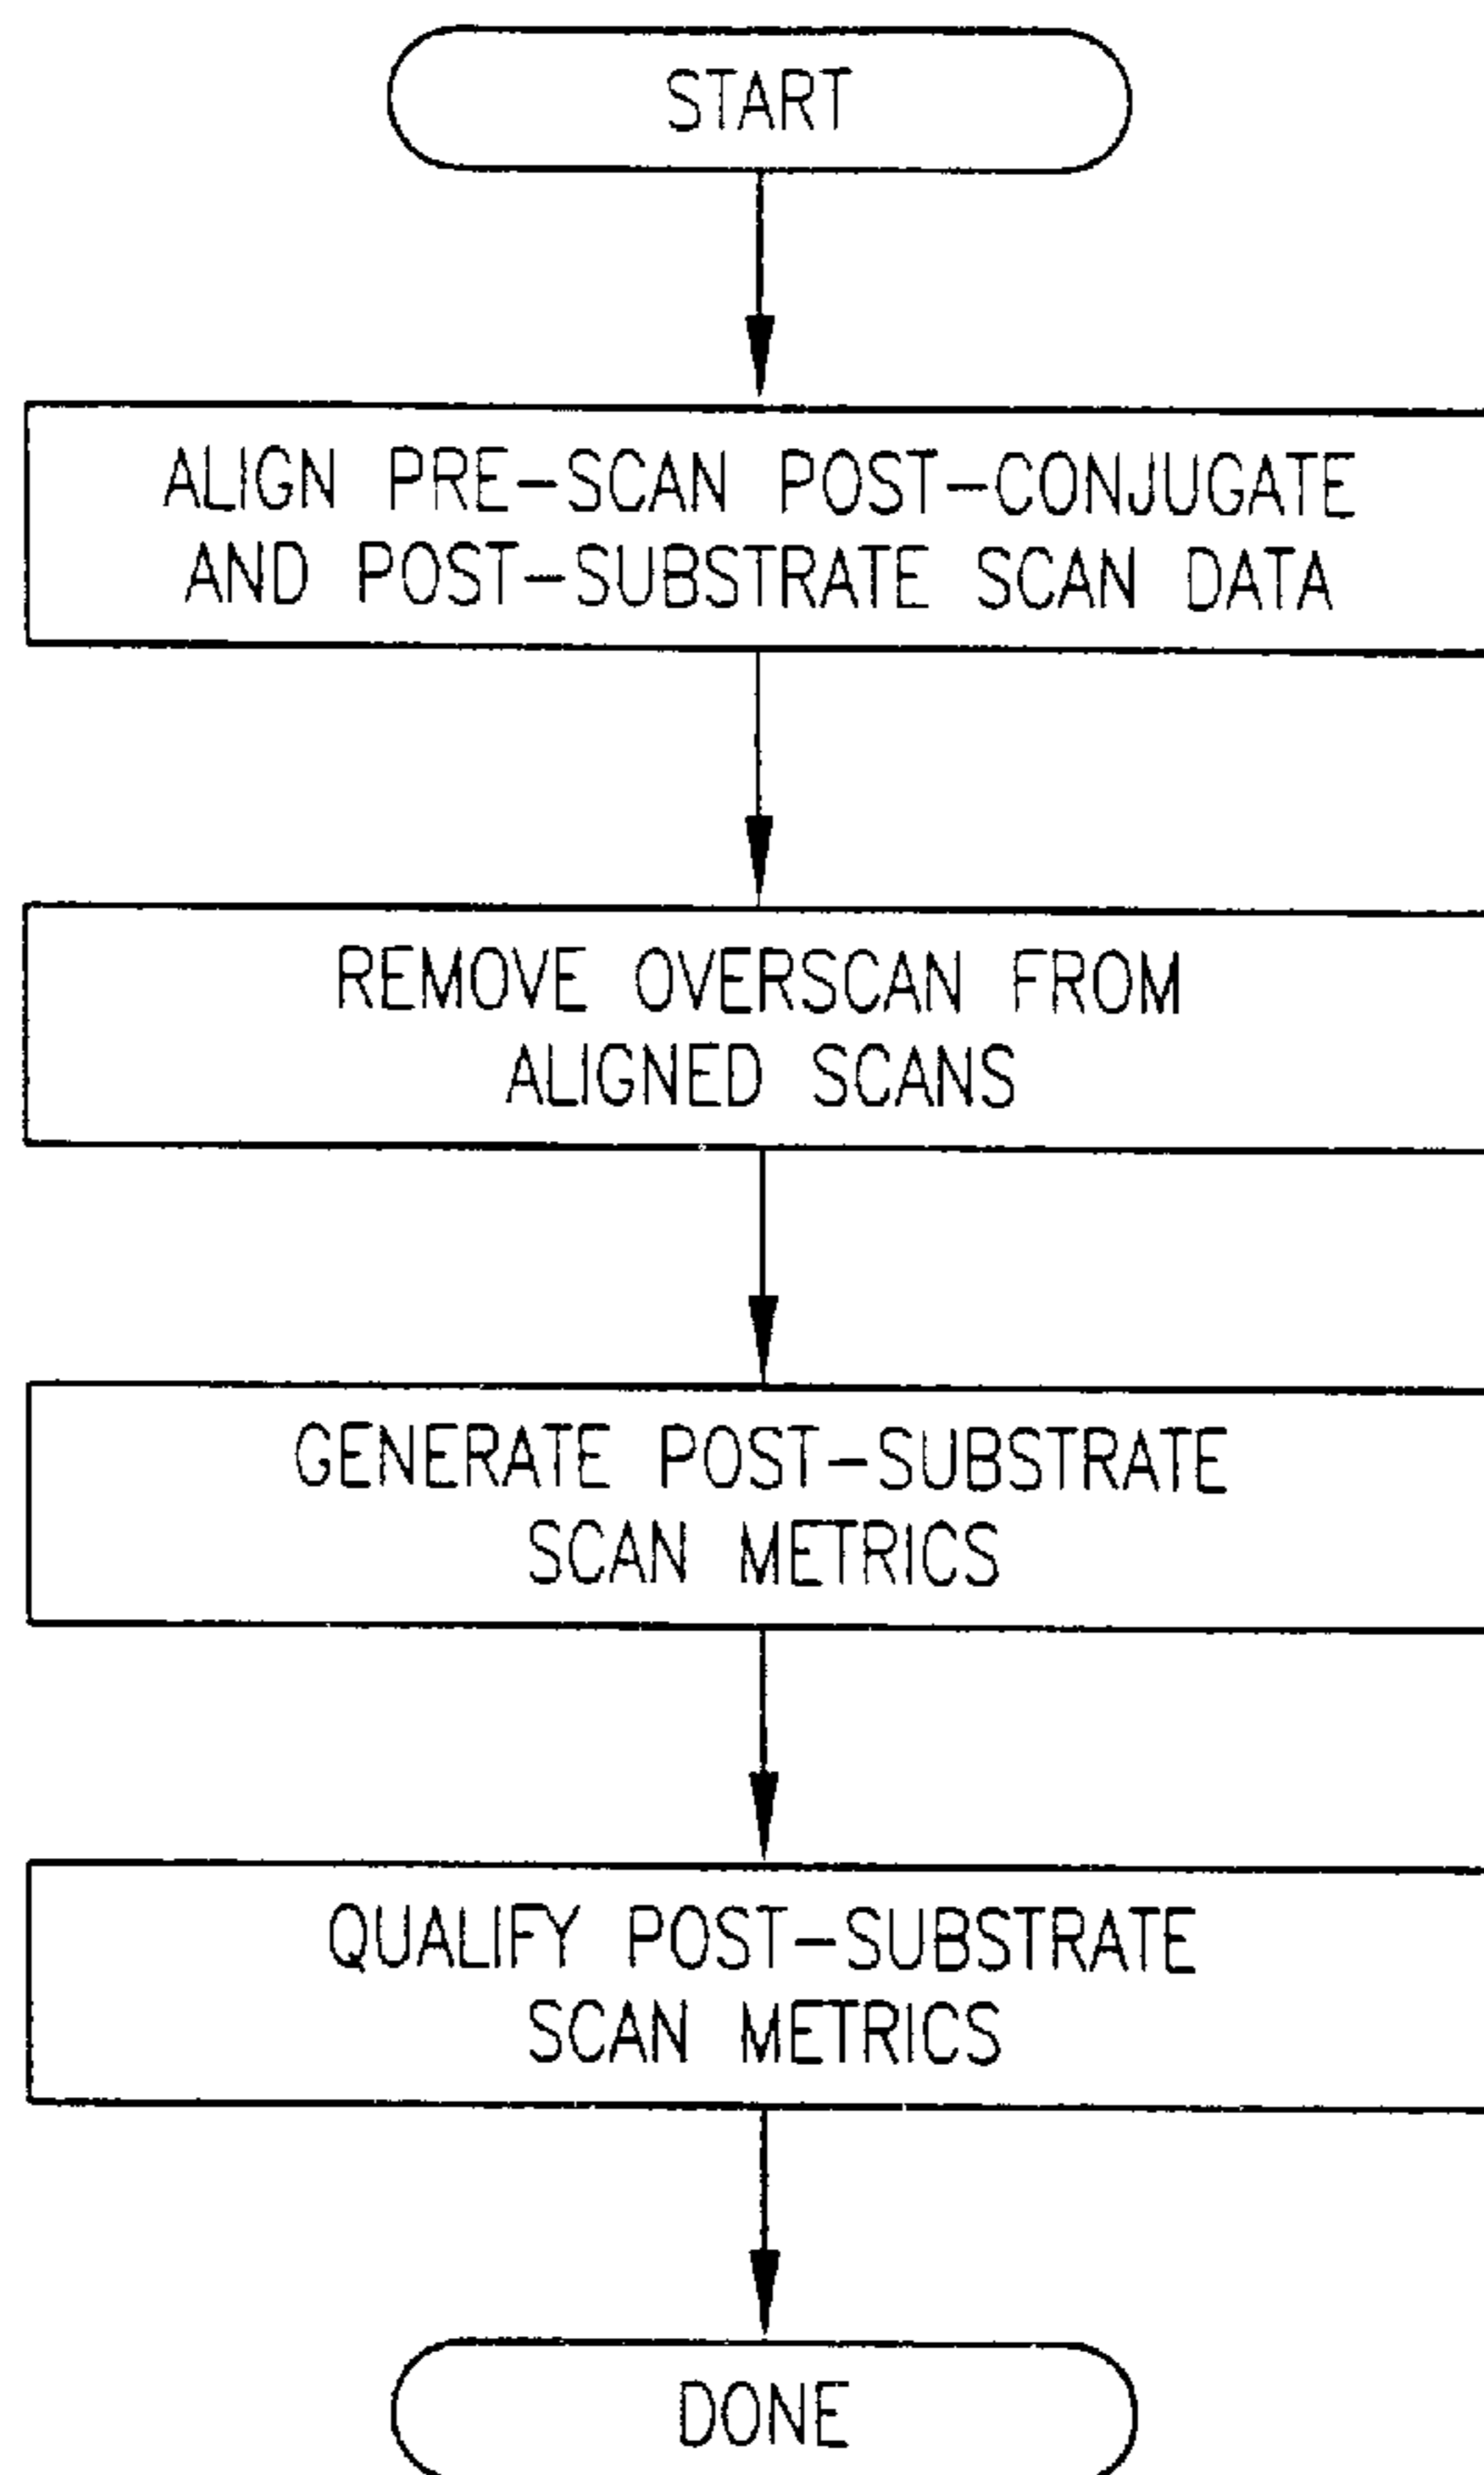 START
ALIGN PRE-SCAN POST-CONJUGATE
AND POST-SUBSTRATE SCAN DATA
REMOVE OVERSCAN FROM
ALIGNED SCANS
GENERATE POST-SUBSTRATE
SCAN METRICS
QUALIFY POST-SUBSTRATE
SCAN METRICS
DONE